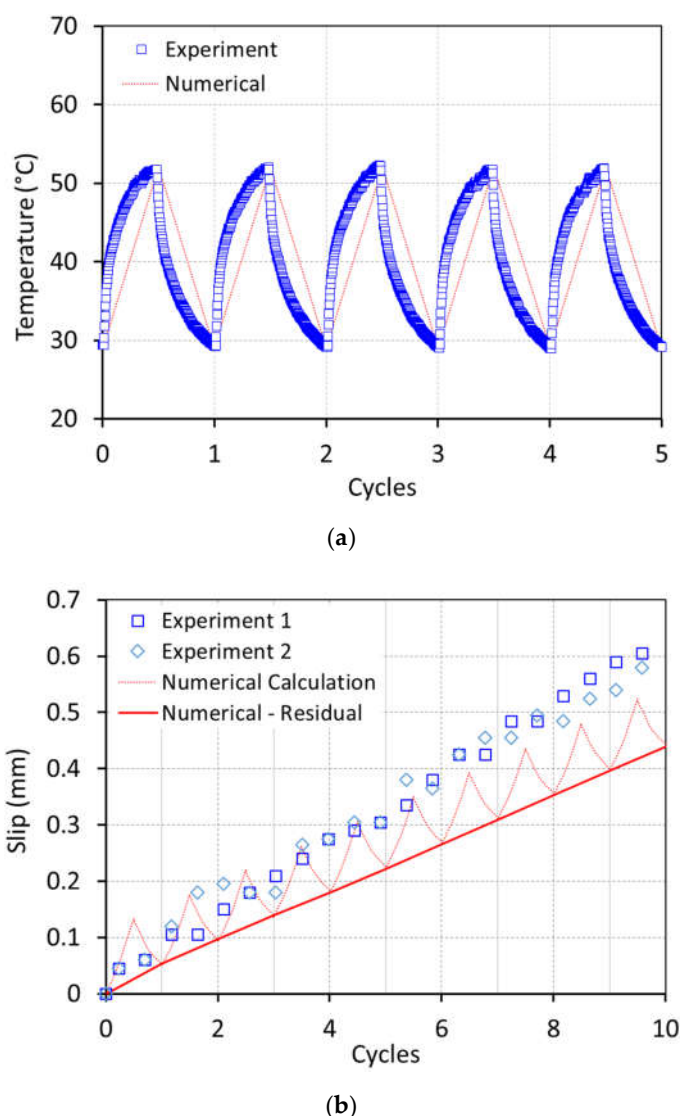 70
60
50
40
30
20
Temperature (°C)
Experiment
Numerical
0 1 2 3 4 5
Cycles
(a)
0.7
0.6
0.5
0.4
0.3
0.2
0.1
0
Slip (mm)
Experiment 1
Experiment 2
Numerical Calculation
Numerical - Residual
0 2 4 6 8 10
Cycles
(b)